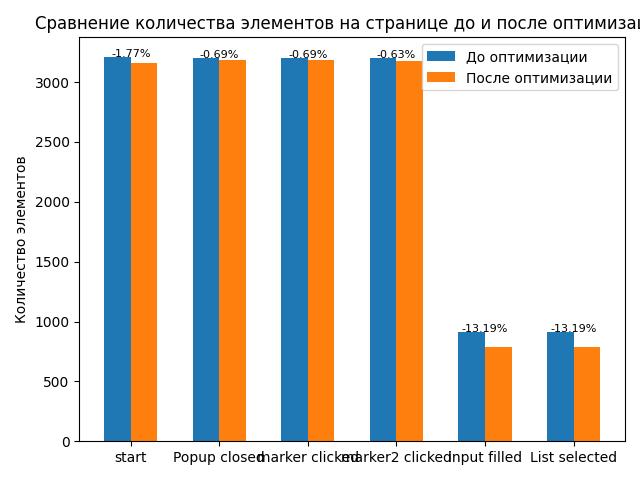 Сравнение количества элементов на странице до и после
До оптимизации
После оптимизации
-1.77%
-0.69%
-0.69%
-0.63%
-13.19%
-13.19%
Количество элементов
3000
2500
2000
1500
1000
500
0
start
Popup closed
marker clicked
marker2 clicked
Input filled
List selected